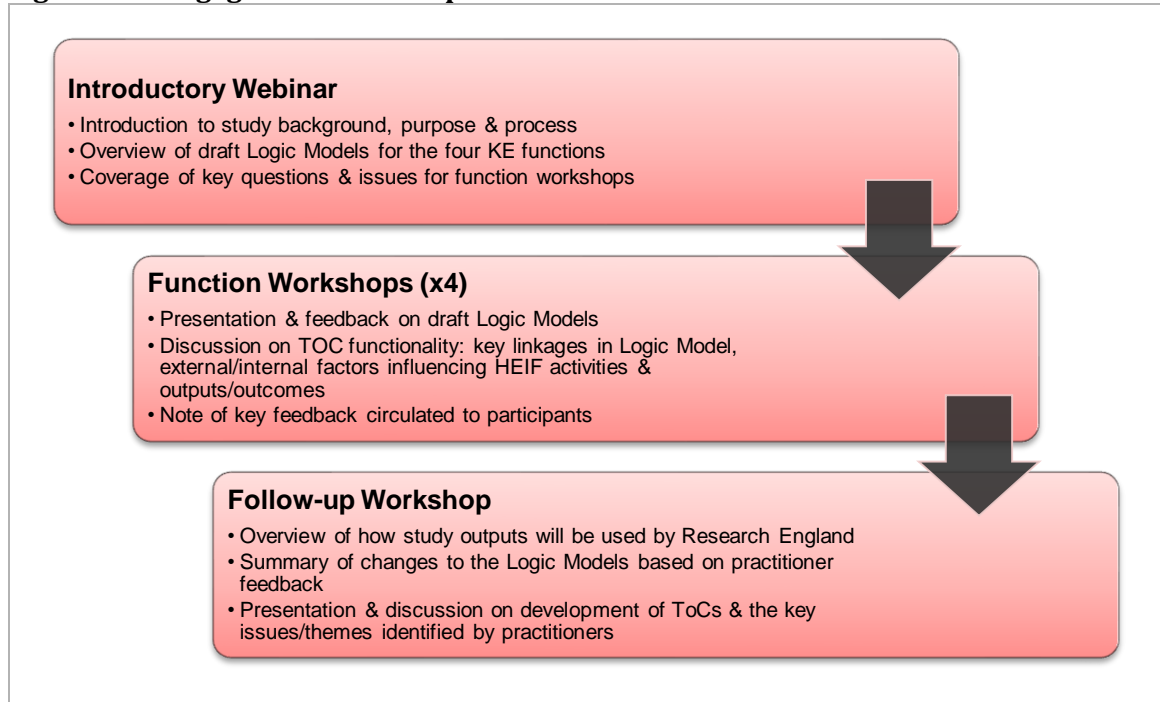 Introductory Webinar
• Introduction to study background, purpose & process
• Overview of draft Logic Models for the four KE functions
• Coverage of key questions & issues for function workshops
Function Workshops (x4)
• Presentation & feedback on draft Logic Models
• Discussion on TOC functionality: key linkages in Logic Model,
external/internal factors influencing HEIF activities &
outputs/outcomes
• Note of key feedback circulated to participants
Follow-up Workshop
• Overview of how study outputs will be used by Research England
• Summary of changes to the Logic Models based on practitioner
feedback
• Presentation & discussion on development of ToCs & the key
issues/themes identified by practitioners